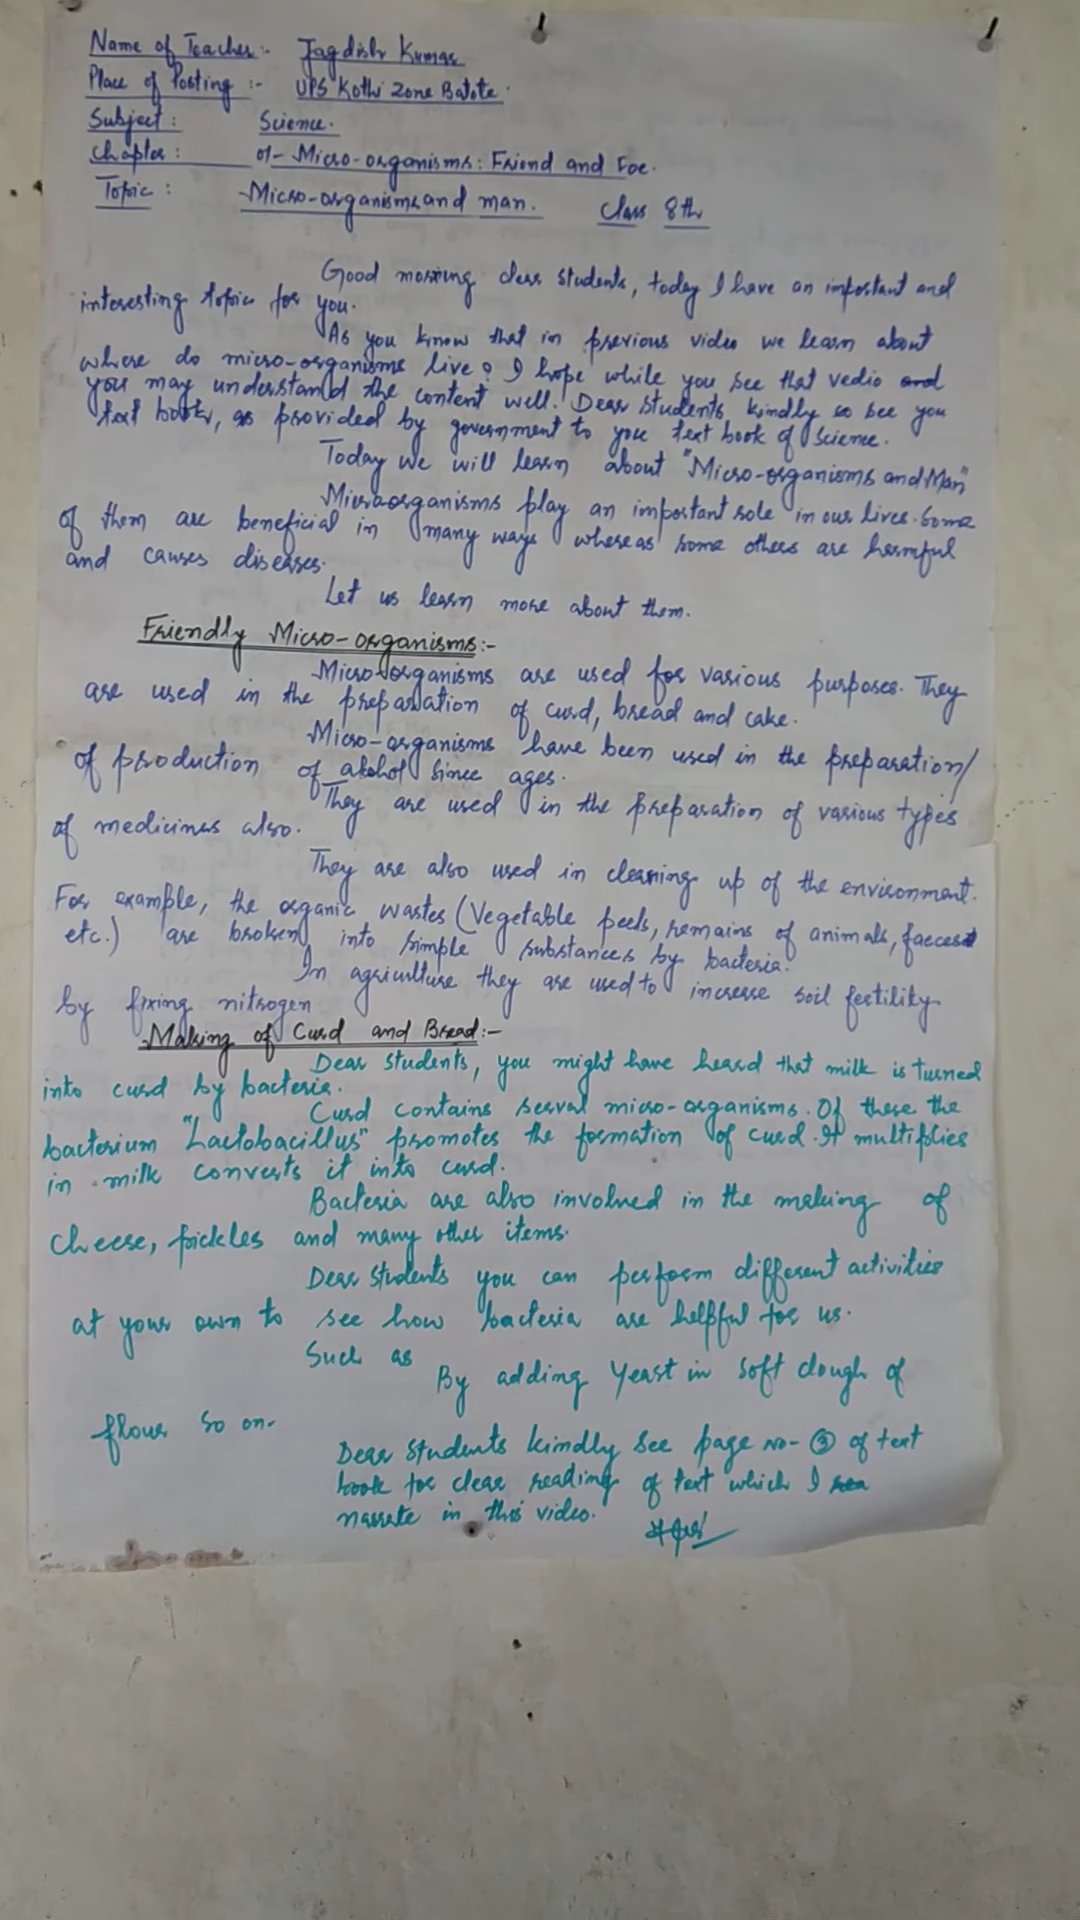 Name of Teacher:- Jagdish Kumar
Place of Posting :- UPS Kothi Zone Batote.
Subject : Science.
Chapter : 01- Micro-organisms: Friend and Foe.
Topic : Micro-organisms and man. Class 8th
Good morning dear students, today I have an important and
interesting topic for you.
As you know that in previous video we learn about
where do micro-organisms live? I hope while you see that vedio and
you may understand the content well. Dear students, kindly so see you
text book, as provided by government to you text book of science.
Today we will learn about "Micro-organisms and Man"
Microorganisms play an important role in our lives. Some
of them are beneficial in many ways whereas some others are harmful
and causes diseases.
Let us learn more about them.
Friendly Micro-organisms:-
Micro-organisms are used for various purposes. They
are used in the preparation of curd, bread and cake.
Micro-organisms have been used in the preparation/
of production of alcohol since ages.
They are used in the preparation of various types
of medicines also.
They are also used in cleaning up of the environment.
For example, the organic wastes (Vegetable peels, remains of animals, faeces
etc.) are broken into simple substances by bacteria.
In agriculture they are used to increase soil fertility
by fixing nitrogen
Making of Curd and Bread:-
Dear students, you might have heard that milk is turned
into curd by bacteria.
Curd contains serval micro-organisms. Of these the
bacterium "Lactobacillus" promotes the formation of curd. It multiplies
in milk converts it into curd.
Bacteria are also involved in the making of
cheese, pickles and many other items.
Dear Students you can perform different activities
at your own to see how bacteria are helpful for us.
Such as
By adding yeast in soft dough of
flour so on.
Dear Students kindly see page no- 3 of text
book for clear reading of text which I
narrate in this video.